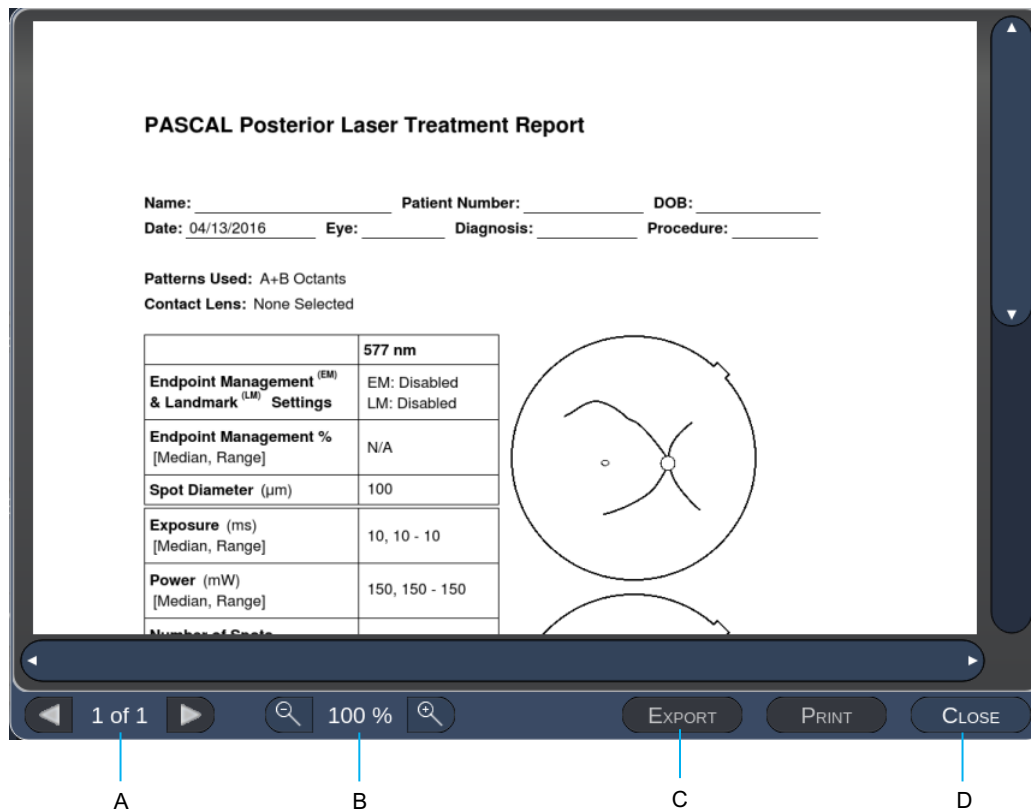 PASCAL Posterior Laser Treatment Report
Name: Patient Number: DOB:
Date: 04/13/2016 Eye: Diagnosis: Procedure:
Patterns Used: A+B Octants
Contact Lens: None Selected
577 nm
Endpoint Management (EM) EM: Disabled
& Landmark (LM) Settings LM: Disabled
Endpoint Management %
[Median, Range] N/A
Spot Diameter (µm) 100
Exposure (ms)
[Median, Range] 10, 10 - 10
Power (mW)
[Median, Range] 150, 150 - 150
Number of Spots
1 of 1 100 % EXPORT PRINT CLOSE
A B C D